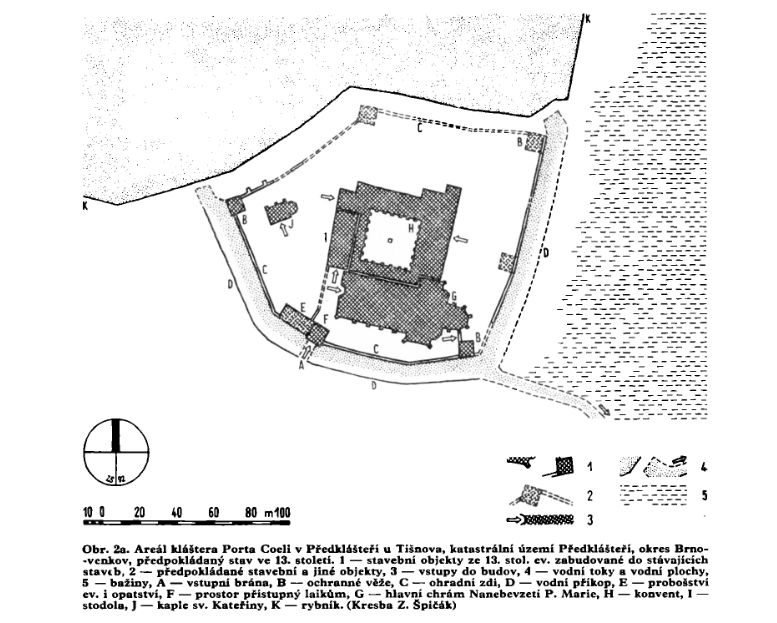 K
C
B
K
B
J
I
H
D
C
D
G
E
F
B
C
A
D
25 92
10 0 20 40 60 80 m 100
1 4
2 5
3
Obr. 2a. Areál kláštera Porta Coeli v Předklášteří u Tišnova, katastrální území Předklášteří, okres Brno-
-venkov, předpokládaný stav ve 13. století. 1 — stavební objekty ze 13. stol. ev. zabudované do stávajících
staveb, 2 — předpokládané stavební a jiné objekty, 3 — vstupy do budov, 4 — vodní toky a vodní plochy,
5 — bažiny, A — vstupní brána, B — ochranné věže, C — ohradní zdi, D — vodní příkop, E — probošství
ev. i opatství, F — prostor přístupný laikům, G — hlavní chrám Nanebevzetí P. Marie, H — konvent, I —
stodola, J — kaple sv. Kateřiny, K — rybník. (Kresba Z. Špičák)